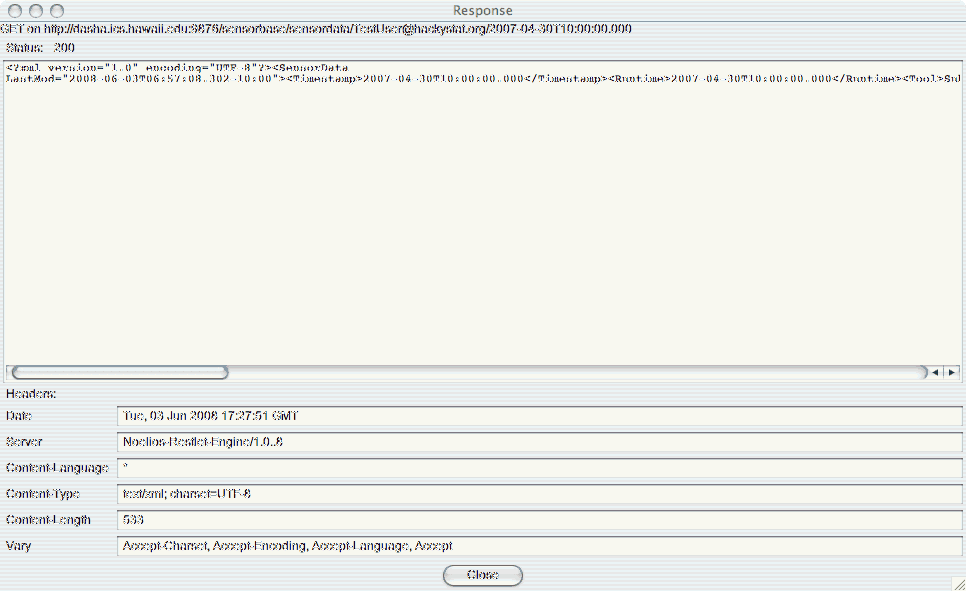 Response
GET on http://dasha.ics.hawaii.edu:9876/sensorbase/sensordata/TestUser@hackystat.org/2007-04-30T10:00:00.000
Status: 200
<?xml version="1.0" encoding="UTF-8"?><SensorData
LastMod="2008-06-03T06:57:08.302-10:00"><Timestamp>2007-04-30T10:00:00.000</Timestamp><Runtime>2007-04-30T10:00:00.000</Runtime><Tool>Sub
Headers:
Date Tue, 03 Jun 2008 17:27:51 GMT
Server Noelios-Restlet-Engine/1.0..8
Content-Language *
Content-Type text/xml; charset=UTF-8
Content-Length 533
Vary Accept-Charset, Accept-Encoding, Accept-Language, Accept
Close